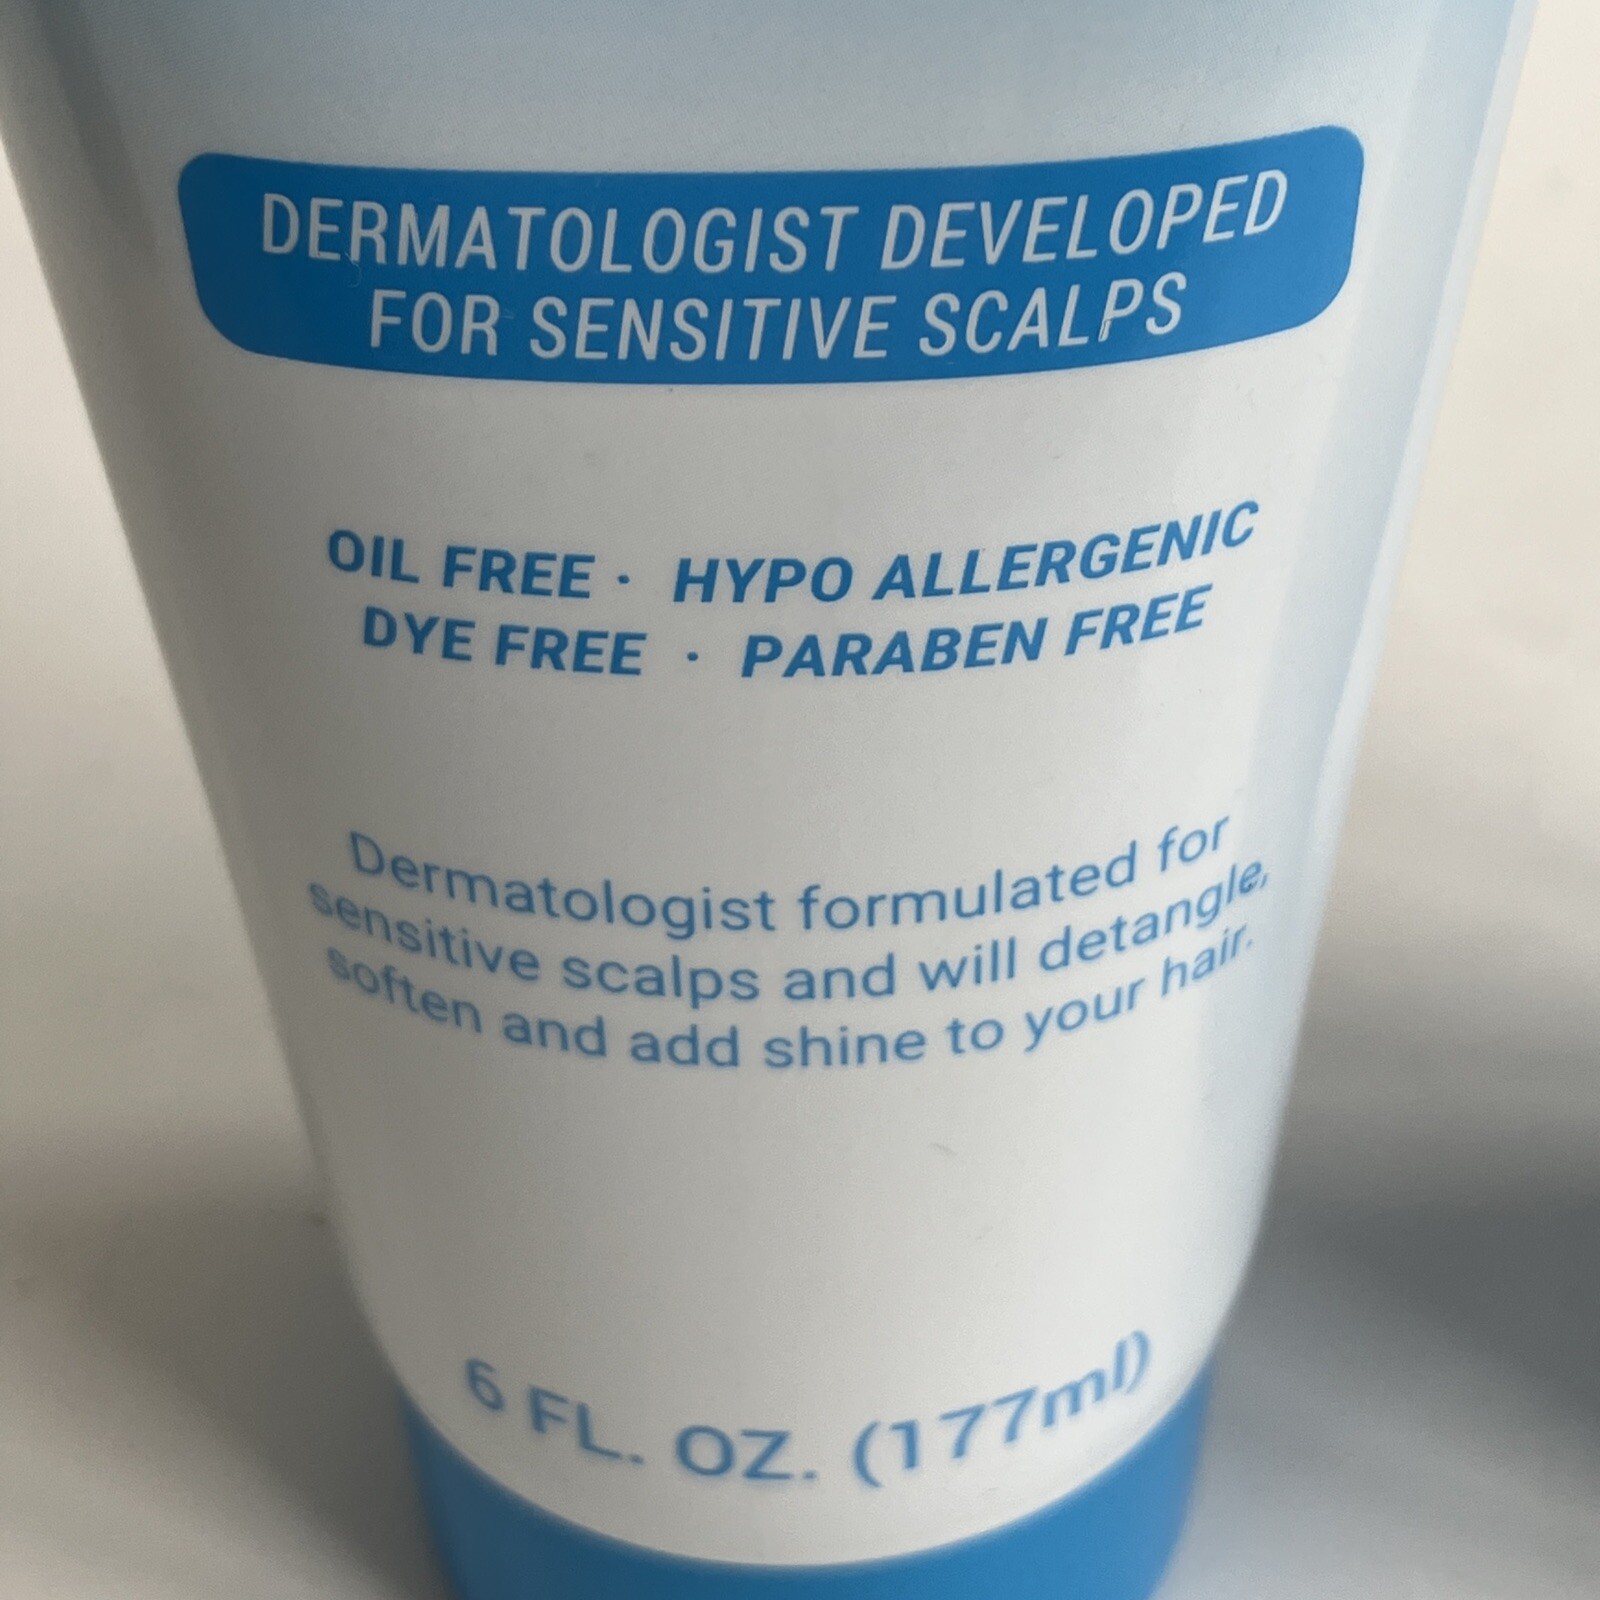 DERMATOLOGIST DEVELOPED
FOR SENSITIVE SCALPS
OIL FREE · HYPO ALLERGENIC
DYE FREE · PARABEN FREE
Dermatologist formulated for
sensitive scalps and will detangle,
soften and add shine to your hair.
6 FL. OZ. (177ml)